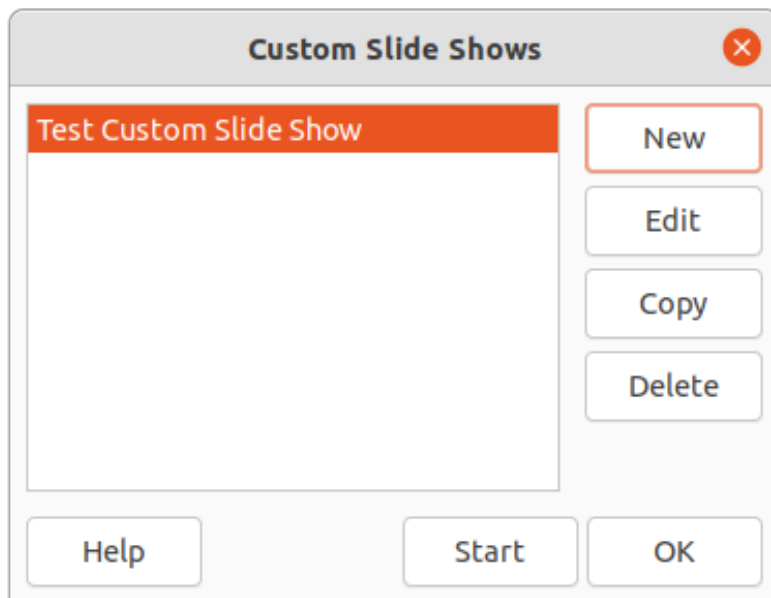 Custom Slide Shows
Test Custom Slide Show
New
Edit
Copy
Delete
Help
Start
OK